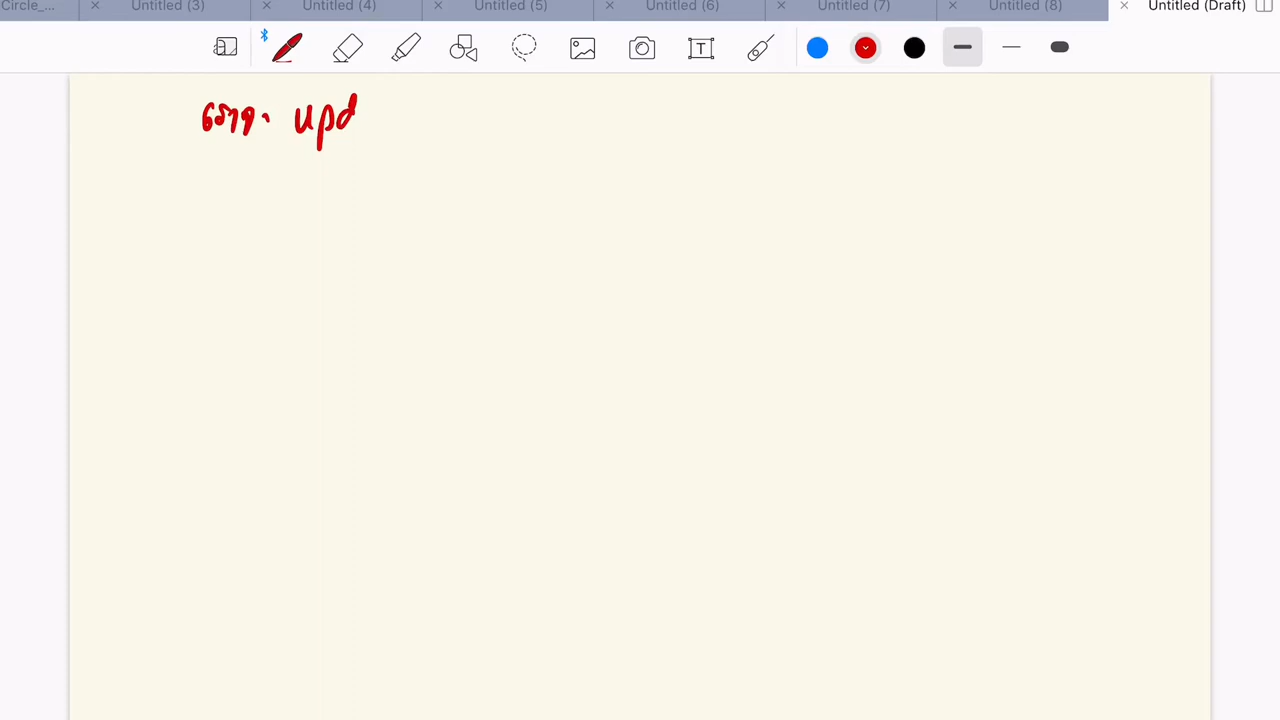 Circle_... Untitled (3) Untitled (4) Untitled (5) Untitled (6) Untitled (7) Untitled (8) Untitled (Draft)
T
upd